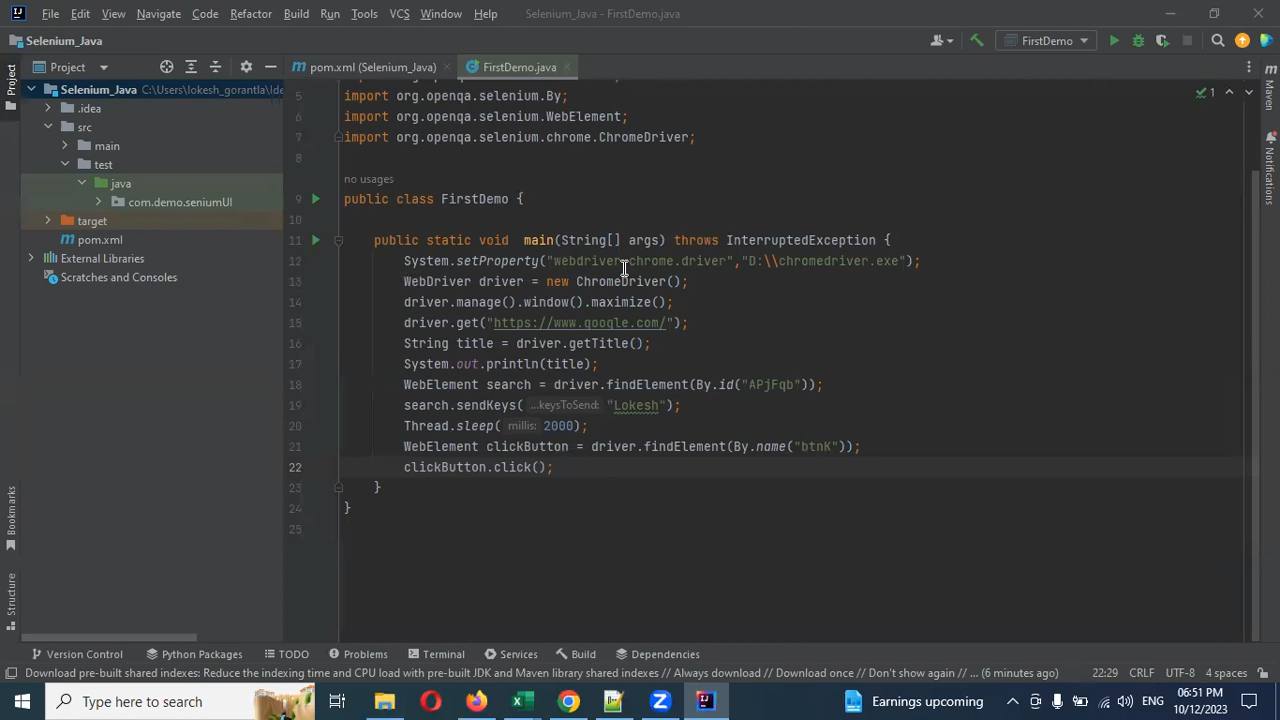 File Edit View Navigate Code Refactor Build Run Tools VCS Window Help Selenium_Java - FirstDemo.java
Selenium_Java FirstDemo
Project pom.xml (Selenium_Java) FirstDemo.java
Selenium_Java C:\Users\lokesh_gorantla\Ide
.idea
src
main
test
java
com.demo.seniumUI
target
pom.xml
External Libraries
Scratches and Consoles
Project
Bookmarks
Structure
1
5 import org.openqa.selenium.By;
6 import org.openqa.selenium.WebElement;
7 import org.openqa.selenium.chrome.ChromeDriver;
8
no usages
9 public class FirstDemo {
10
11 public static void main(String[] args) throws InterruptedException {
12 System.setProperty("webdriver.chrome.driver","D:\\chromedriver.exe");
13 WebDriver driver = new ChromeDriver();
14 driver.manage().window().maximize();
15 driver.get("https://www.google.com/");
16 String title = driver.getTitle();
17 System.out.println(title);
18 WebElement search = driver.findElement(By.id("APjFqb"));
19 search.sendKeys( ...keysToSend: "Lokesh");
20 Thread.sleep( millis: 2000);
21 WebElement clickButton = driver.findElement(By.name("btnK"));
22 clickButton.click();
23 }
24 }
25
Maven
Notifications
Version Control Python Packages TODO Problems Terminal Services Build Dependencies
Download pre-built shared indexes: Reduce the indexing time and CPU load with pre-built JDK and Maven library shared indexes // Always download // Download once // Don't show again // ... (6 minutes ago) 22:29 CRLF UTF-8 4 spaces
Type here to search Earnings upcoming ENG 06:51 PM 10/12/2023